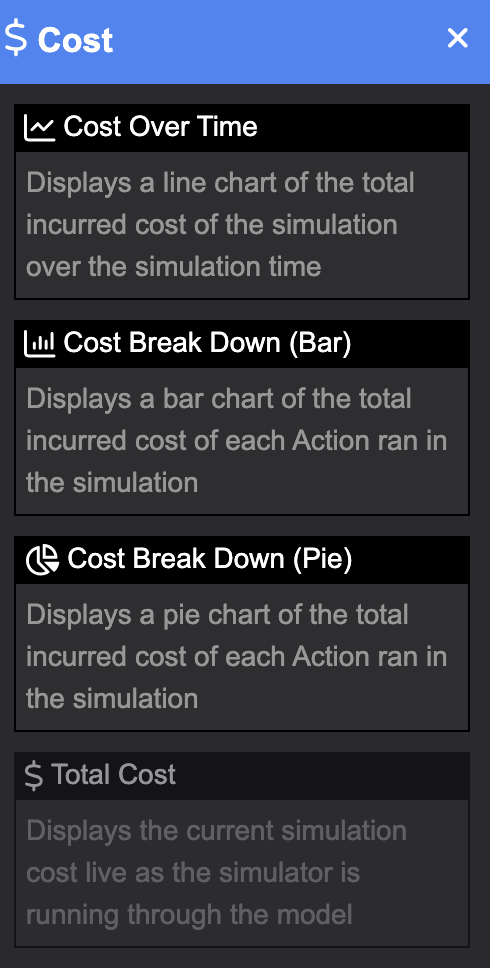 $ Cost
Cost Over Time
Displays a line chart of the total
incurred cost of the simulation
over the simulation time
Cost Break Down (Bar)
Displays a bar chart of the total
incurred cost of each Action ran in
the simulation
Cost Break Down (Pie)
Displays a pie chart of the total
incurred cost of each Action ran in
the simulation
$ Total Cost
Displays the current simulation
cost live as the simulator is
running through the model